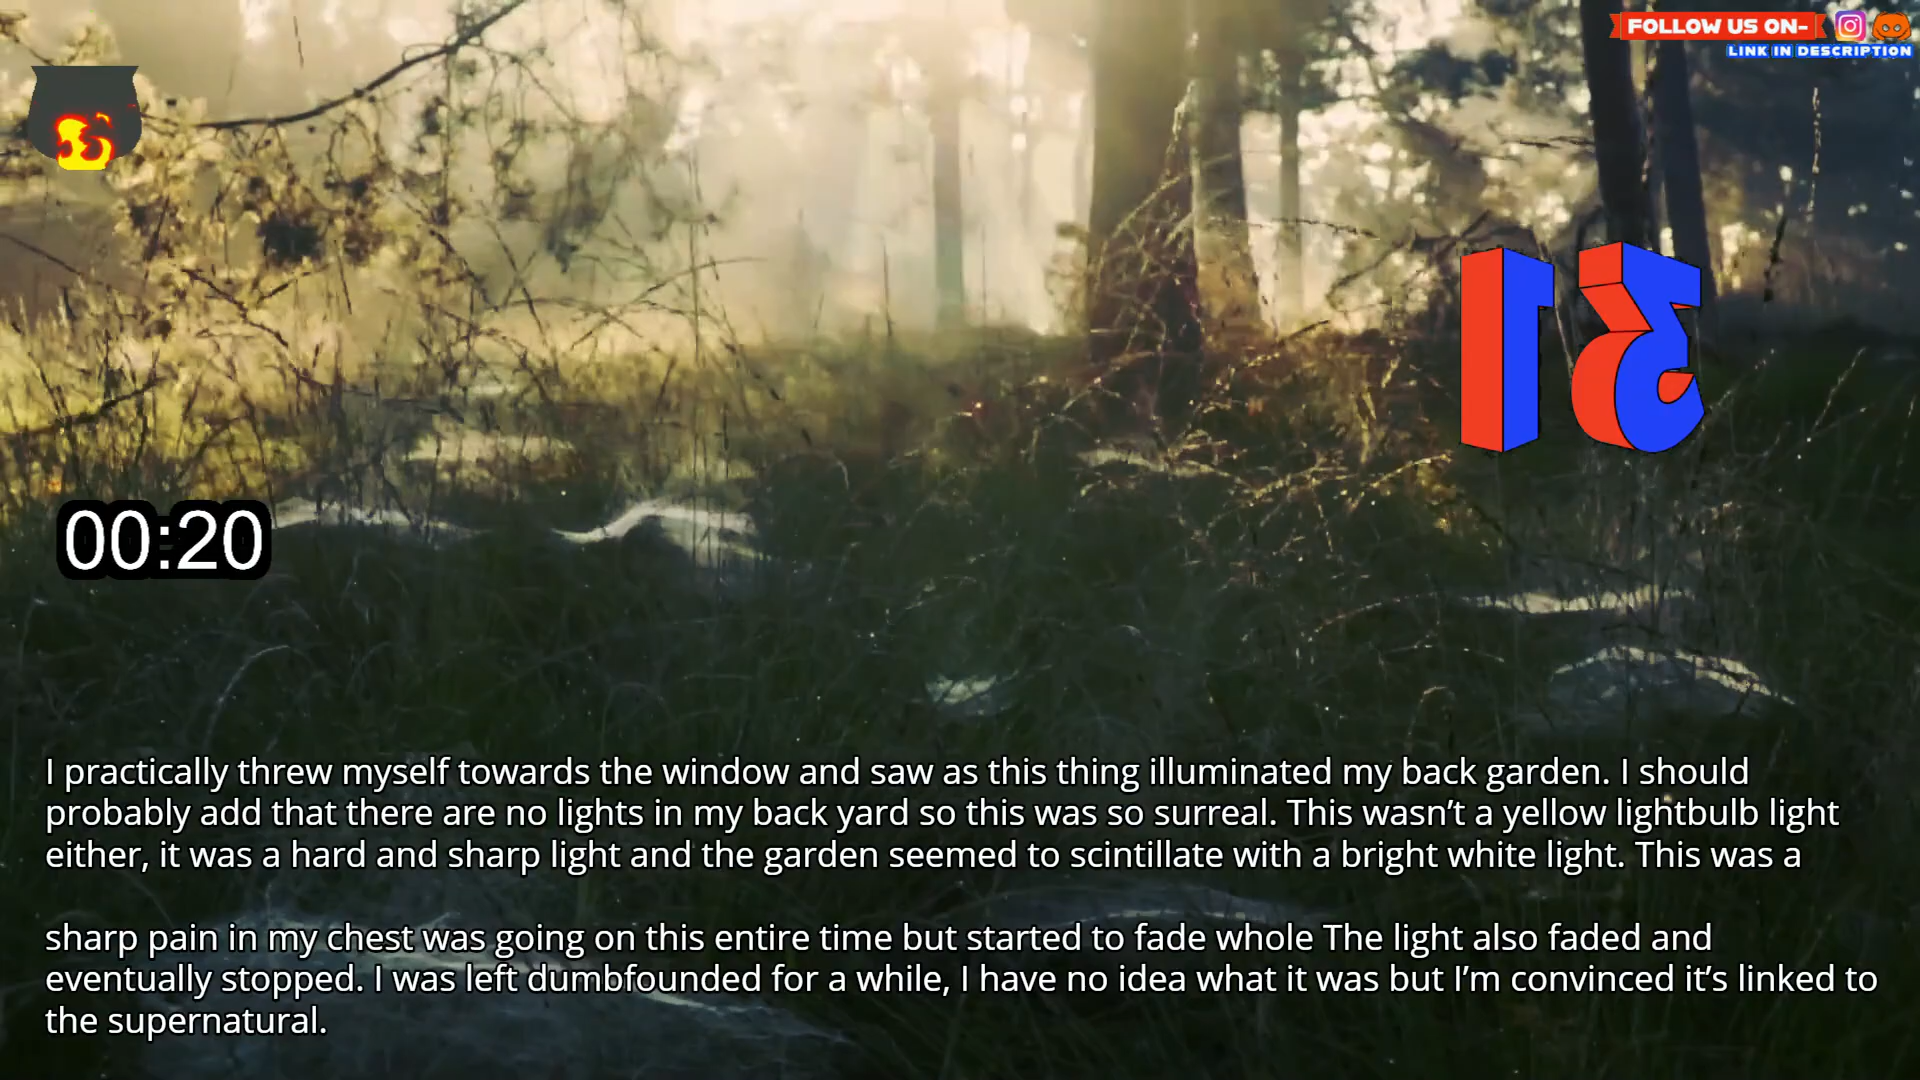 FOLLOW US ON-
LINK IN DESCRIPTION
13
00:20
I practically threw myself towards the window and saw as this thing illuminated my back garden. I should
probably add that there are no lights in my back yard so this was so surreal. This wasn’t a yellow lightbulb light
either, it was a hard and sharp light and the garden seemed to scintillate with a bright white light. This was a
sharp pain in my chest was going on this entire time but started to fade whole The light also faded and
eventually stopped. I was left dumbfounded for a while, I have no idea what it was but I’m convinced it’s linked to
the supernatural.